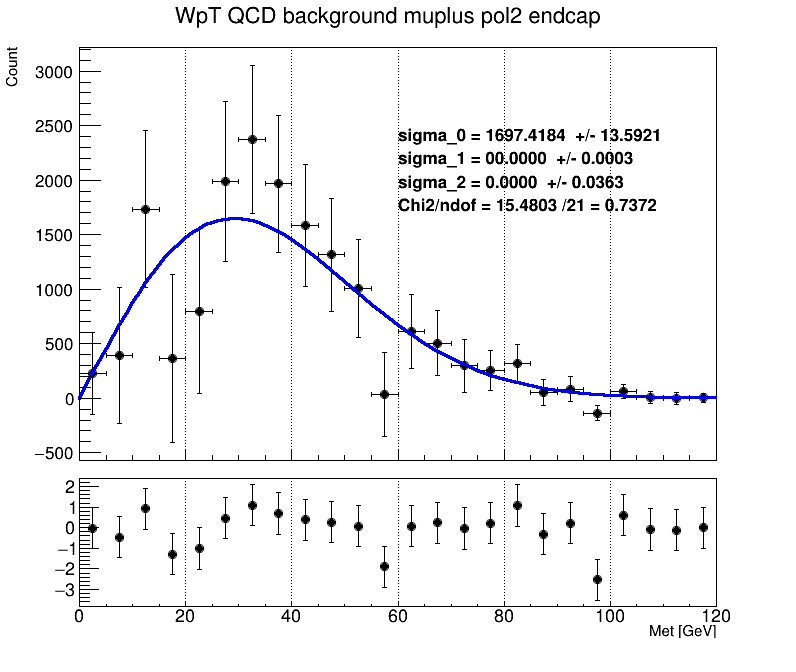 WpT QCD background muplus pol2 endcap
Count
3000
2500
2000
1500
1000
500
0
−500
sigma_0 = 1697.4184 +/- 13.5921
sigma_1 = 00.0000 +/- 0.0003
sigma_2 = 0.0000 +/- 0.0363
Chi2/ndof = 15.4803 /21 = 0.7372
2
1
0
−1
−2
−3
0 20 40 60 80 100 120
Met [GeV]